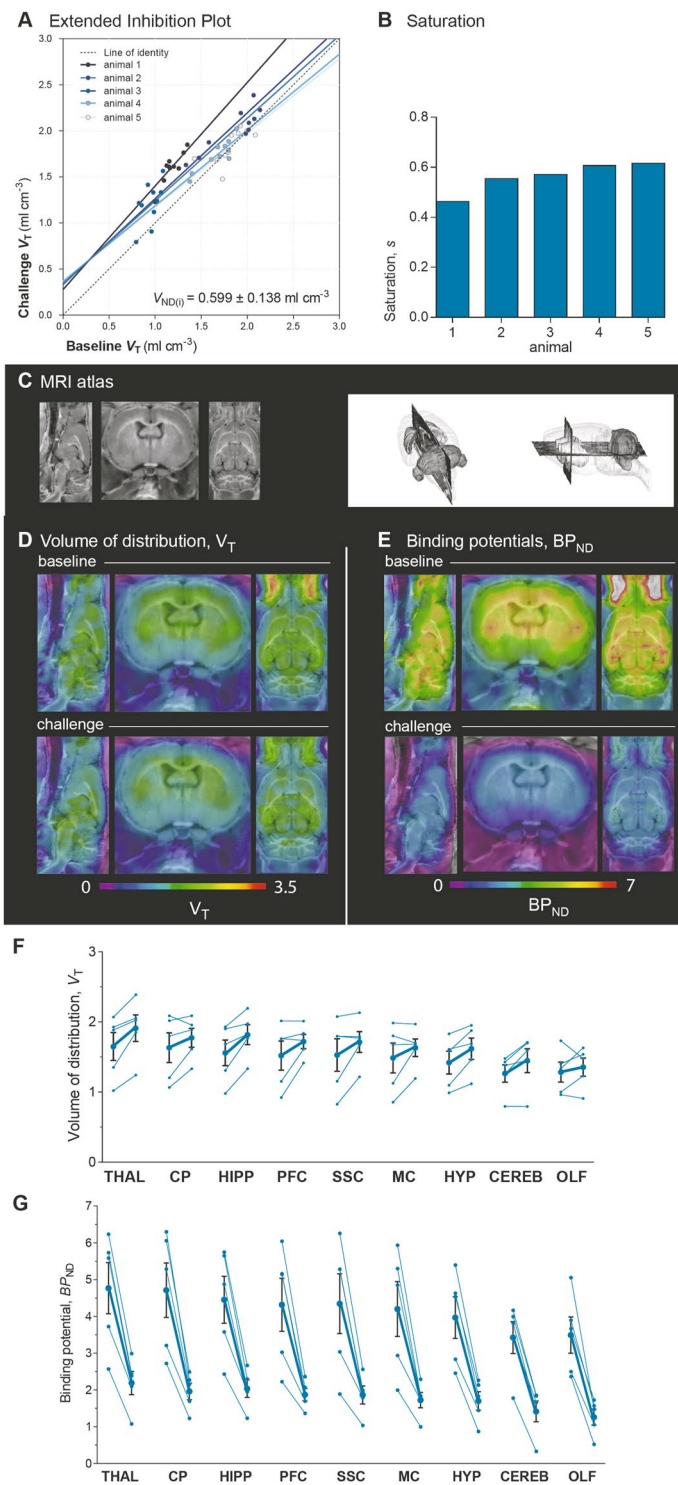 A Extended Inhibition Plot
3.0
2.5
2.0
1.5
1.0
0.5
0
0.0
0.5
1.0
1.5
2.0
2.5
3.0
Line of identity
animal 1
animal 2
animal 3
animal 4
animal 5
Challenge VT (ml cm-3)
VND(i) = 0.599 ± 0.138 ml cm-3
Baseline VT (ml cm-3)
B Saturation
0.8
0.6
0.4
0.2
0.0
Saturation, s
1 2 3 4 5
animal
C MRI atlas
D Volume of distribution, VT
baseline
challenge
0 3.5
VT
E Binding potentials, BPND
baseline
challenge
0 7
BPND
F
3
2
1
0
Volume of distribution, VT
THAL CP HIPP PFC SSC MC HYP CEREB OLF
G
7
6
5
4
3
2
1
0
Binding potential, BPND
THAL CP HIPP PFC SSC MC HYP CEREB OLF